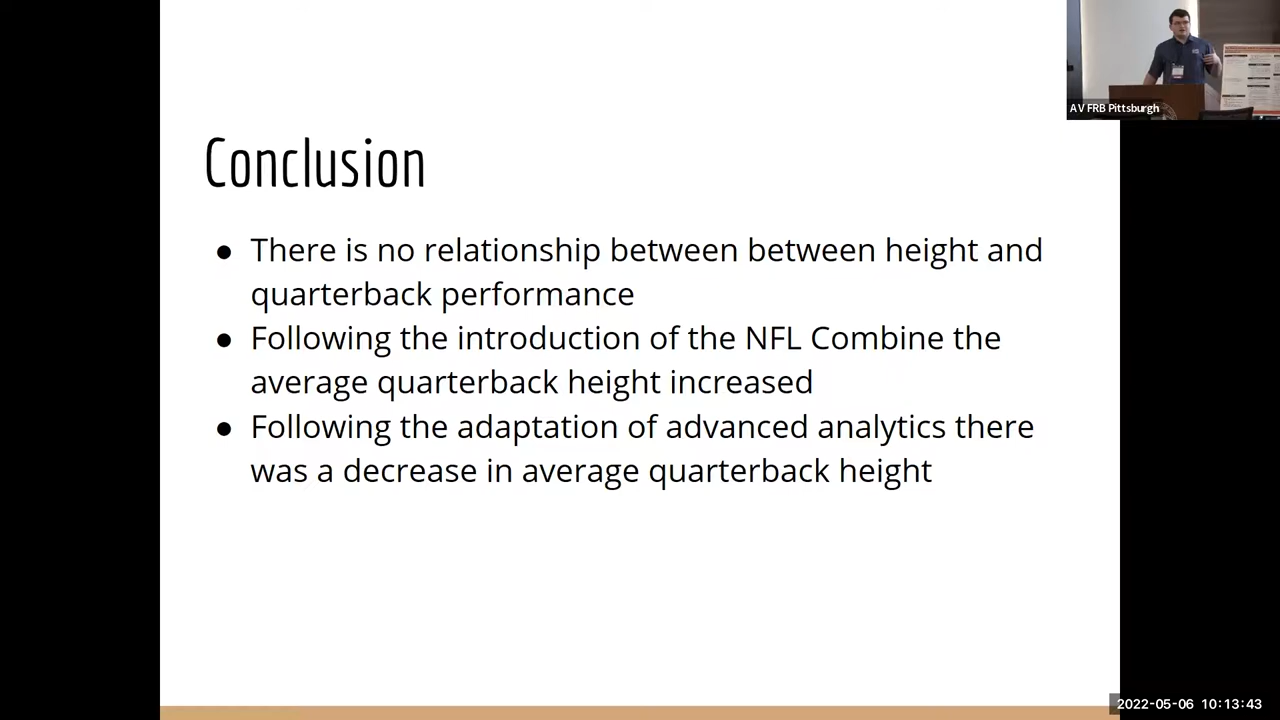 AV FRB Pittsburgh
Conclusion
● There is no relationship between between height and
quarterback performance
● Following the introduction of the NFL Combine the
average quarterback height increased
● Following the adaptation of advanced analytics there
was a decrease in average quarterback height
2022-05-06 10:13:43